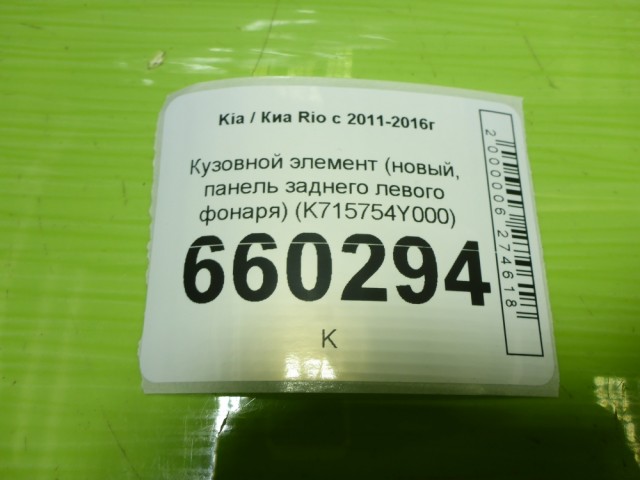 Kia / Киа Rio с 2011-2016г
Кузовной элемент (новый,
панель заднего левого
фонаря) (K715754Y000)
660294
К
2000006274618